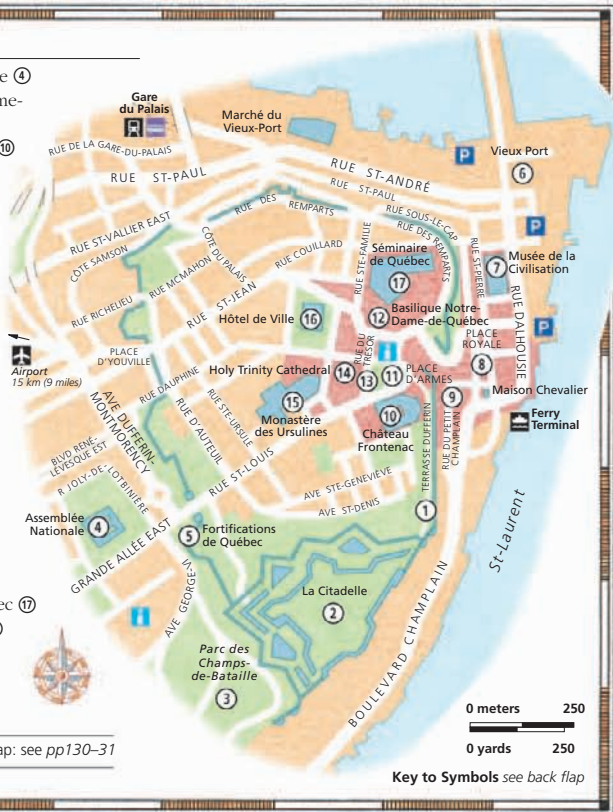 e ④
me-
⑩
Gare
du Palais
Marché du
Vieux-Port
RUE DE LA GARE-DU-PALAIS
RUE ST-PAUL
RUE ST-ANDRÉ
Vieux Port
⑥
RUE ST-PAUL
P
RUE DES REMPARTS
RUE SOUS-LE-CAP
RUE DES REMPARTS
RUE ST-VALLIER EAST
CÔTE SAMSON
CÔTE DU PALAIS
RUE COUILLARD
RUE STE-FAMILLE
Séminaire
de Québec
⑰
RUE ST-PIERRE
P
Musée de la
Civilisation
⑦
RUE MCMAHON
RUE RICHELIEU
RUE ST-JEAN
Hôtel de Ville
⑯
⑫
Basilique Notre-
Dame-de-Québec
RUE DALHOUSIE
P
PLACE
ROYALE
⑧
Airport
15 km (9 miles)
PLACE
D'YOUVILLE
RUE DU
TRÉSOR
i
RUE DAUPHINE
Holy Trinity Cathedral
⑭
⑬
⑪
PLACE
D'ARMES
⑨
Maison Chevalier
AVE DUFFERIN-
MONTMORENCY
RUE D'AUTEUIL
RUE STE-URSULE
⑮
Monastère
des Ursulines
⑩
Château
Frontenac
TERRASSE DUFFERIN
RUE DU PETIT
CHAMPLAIN
Ferry
Terminal
BLVD RENÉ-
LÉVESQUE EST
R JOLY-DE-
LOTBINIÈRE
RUE ST-LOUIS
AVE STE-GENEVIÈVE
AVE ST-DENIS
①
St-Laurent
Assemblée
Nationale
④
GRANDE ALLÉE EAST
⑤
Fortifications
de Québec
AVE GEORGE-VI
La Citadelle
②
i
BOULEVARD CHAMPLAIN
Parc des
Champs-
de-Bataille
③
ec ⑰
)
0 meters 250
0 yards 250
ap: see pp130–31
Key to Symbols see back flap